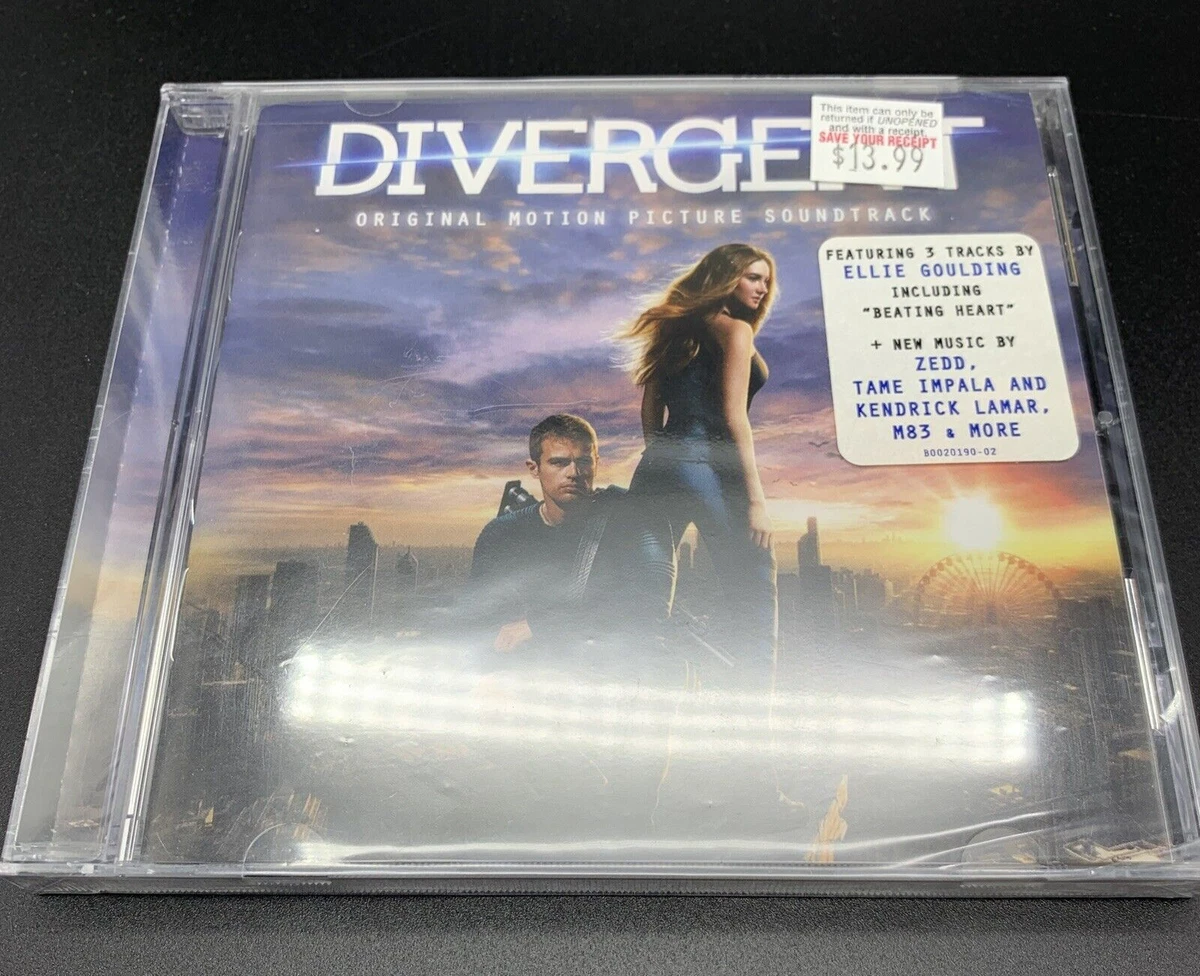 DIVERGENT
This item can only be
returned if UNOPENED
and with a receipt.
SAVE YOUR RECEIPT
$13.99
ORIGINAL MOTION PICTURE SOUNDTRACK
FEATURING 3 TRACKS BY
ELLIE GOULDING
INCLUDING
"BEATING HEART"
+ NEW MUSIC BY
ZEDD,
TAME IMPALA AND
KENDRICK LAMAR,
M83 & MORE
B0020190-02